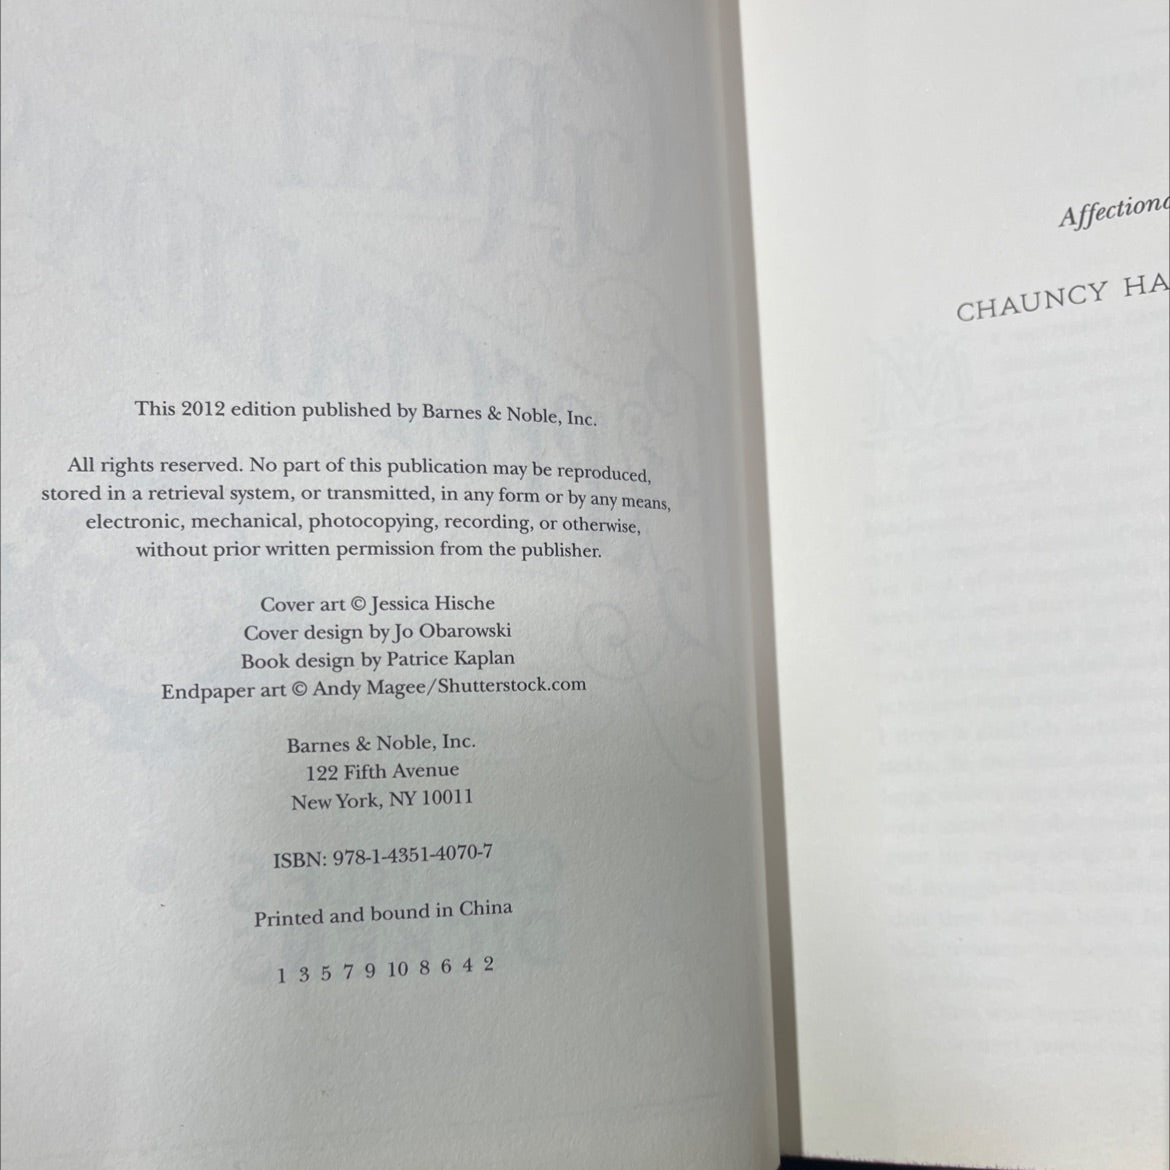 This 2012 edition published by Barnes & Noble, Inc.
All rights reserved. No part of this publication may be reproduced,
stored in a retrieval system, or transmitted, in any form or by any means,
electronic, mechanical, photocopying, recording, or otherwise,
without prior written permission from the publisher.
Cover art © Jessica Hische
Cover design by Jo Obarowski
Book design by Patrice Kaplan
Endpaper art © Andy Magee/Shutterstock.com
Barnes & Noble, Inc.
122 Fifth Avenue
New York, NY 10011
ISBN: 978-1-4351-4070-7
Printed and bound in China
1 3 5 7 9 10 8 6 4 2
Affectiona
CHAUNCY HA